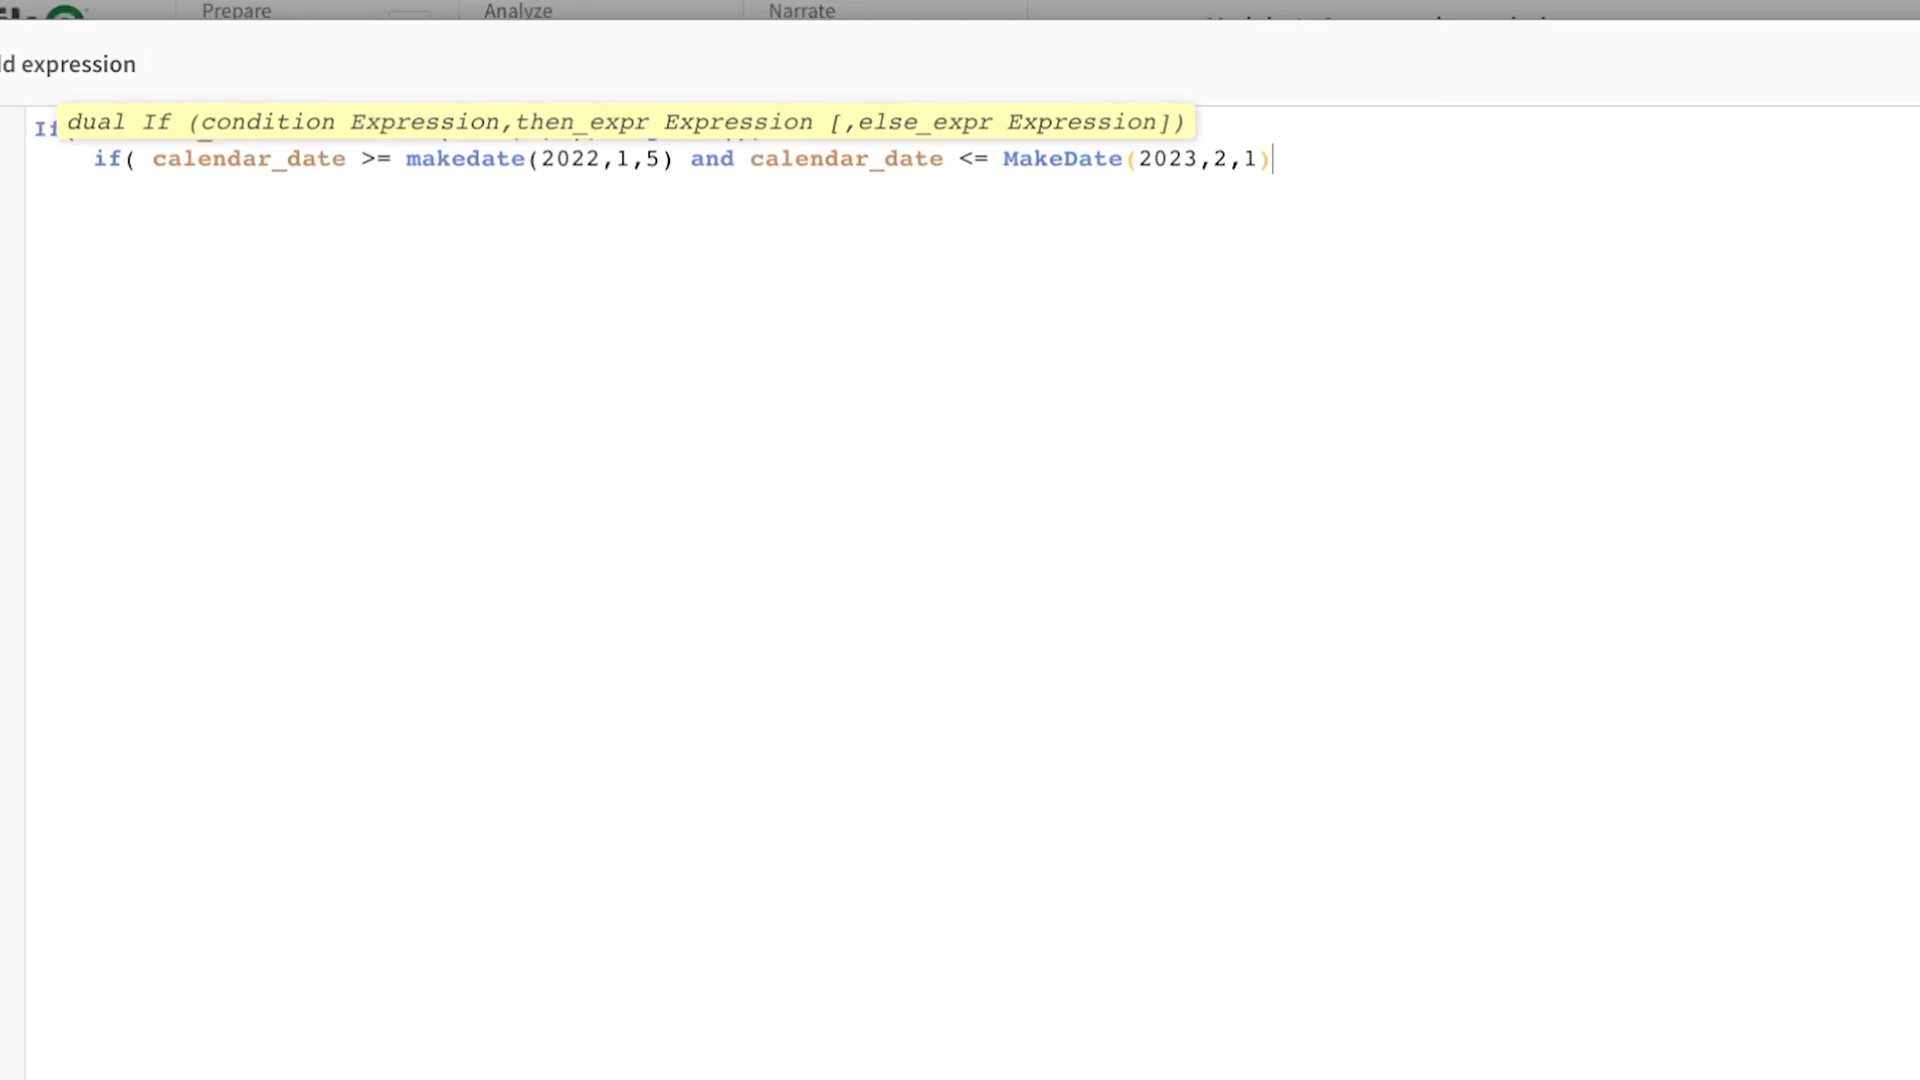 Prepare
Analyze
Narrate
expression
If dual If (condition Expression,then_expr Expression [,else_expr Expression])
if( calendar_date >= makedate(2022,1,5) and calendar_date <= MakeDate(2023,2,1)